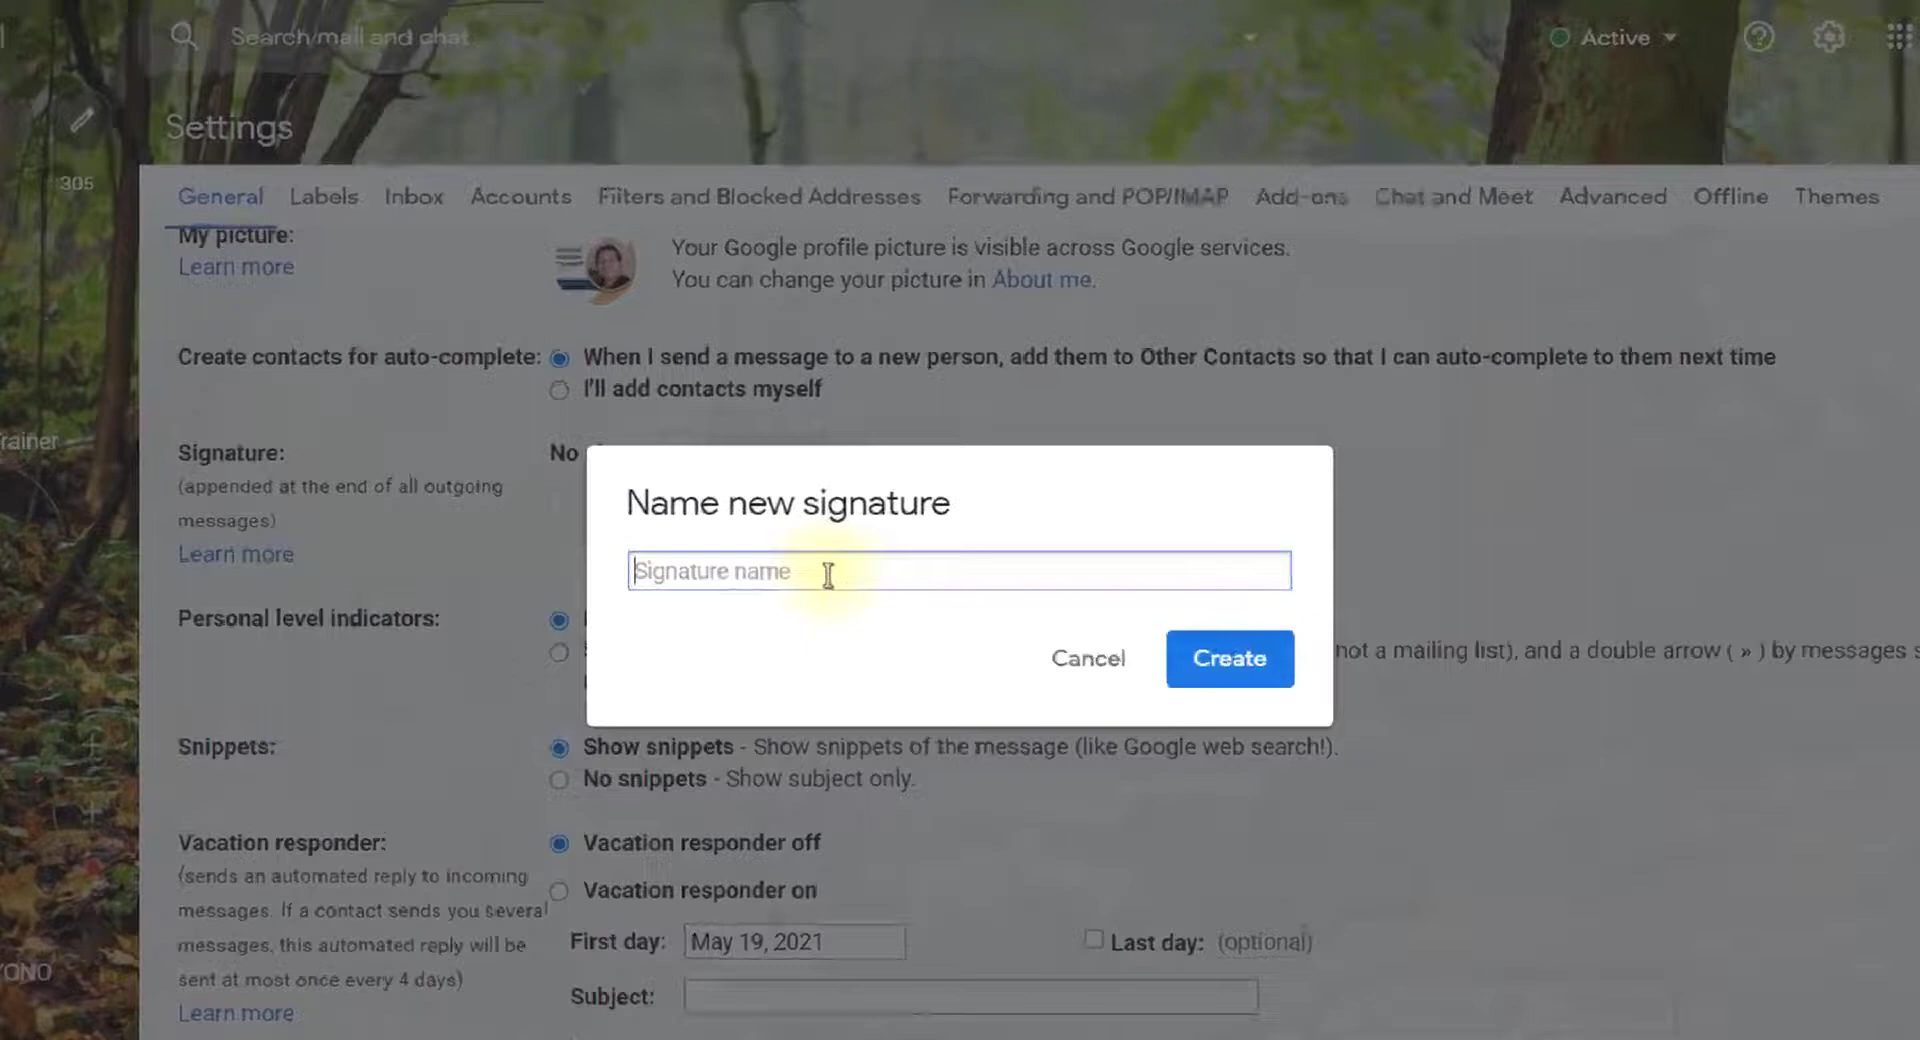 Search mail and chat
Active
Settings
305
General Labels Inbox Accounts Filters and Blocked Addresses Forwarding and POP/IMAP Add-ons Chat and Meet Advanced Offline Themes
My picture:
Learn more
Your Google profile picture is visible across Google services.
You can change your picture in About me.
Create contacts for auto-complete:
When I send a message to a new person, add them to Other Contacts so that I can auto-complete to them next time
I'll add contacts myself
rainer
Signature:
(appended at the end of all outgoing
messages)
Learn more
No
Name new signature
Signature name
Cancel
Create
Personal level indicators:
not a mailing list), and a double arrow ( » ) by messages s
Snippets:
Show snippets - Show snippets of the message (like Google web search!).
No snippets - Show subject only.
Vacation responder:
(sends an automated reply to incoming
messages. If a contact sends you several
messages, this automated reply will be
sent at most once every 4 days)
Learn more
Vacation responder off
Vacation responder on
First day: May 19, 2021
Last day: (optional)
Subject: